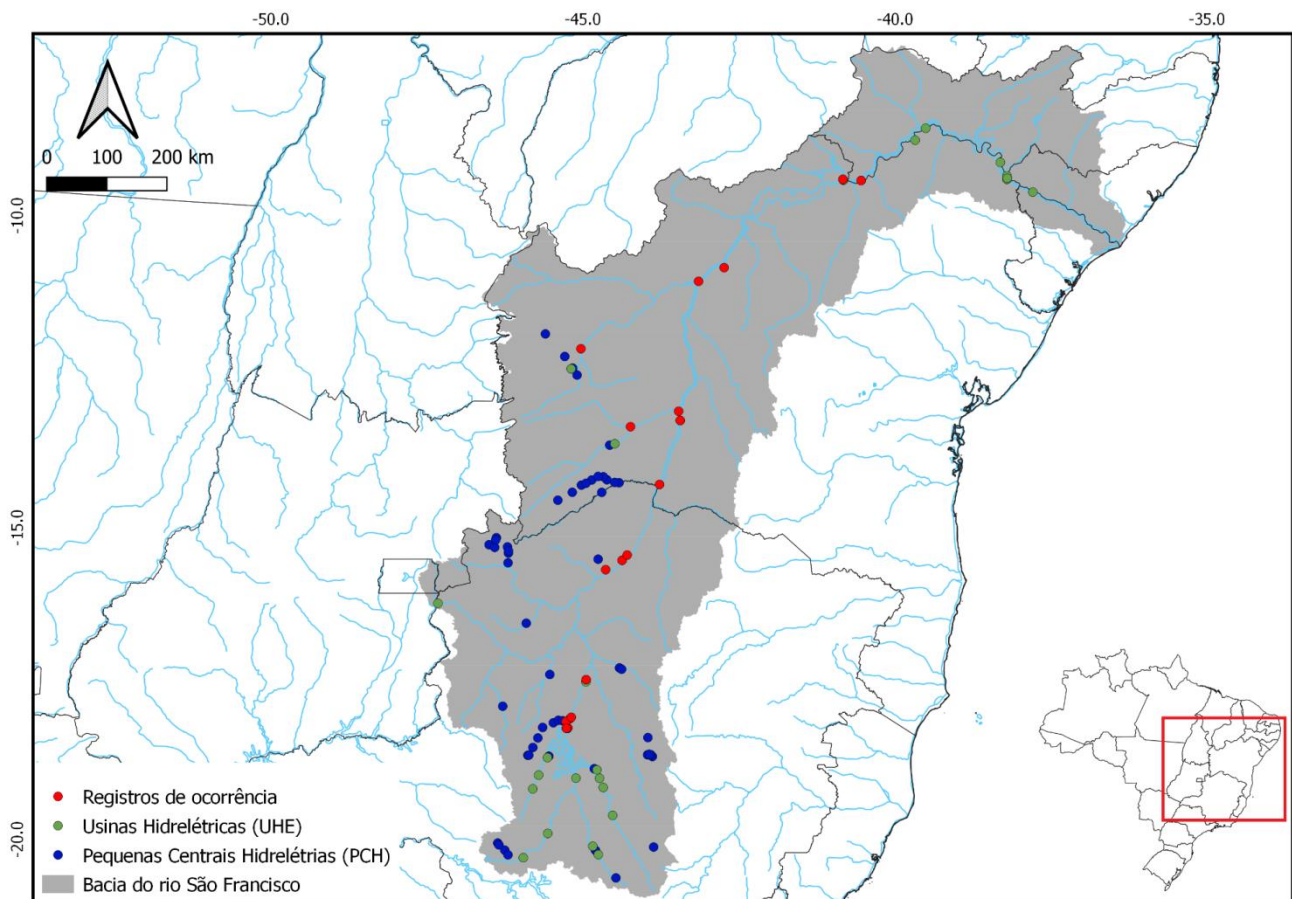 -50.0 -45.0 -40.0 -35.0
0 100 200 km
-10.0
-15.0
-20.0
Registros de ocorrência
Usinas Hidrelétricas (UHE)
Pequenas Centrais Hidrelétrias (PCH)
Bacia do rio São Francisco